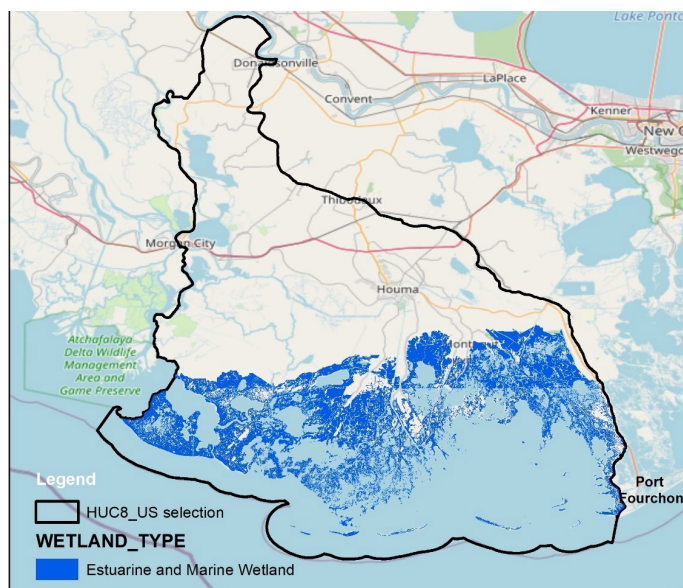 Lake Pontc
Donaldsonville
LaPlace
Convent
Kenner
New O
Westwego
Thibodaux
Morgan City
Houma
Atchafalaya
Delta Wildlife
Management
Area and
Game Preserve
Montegut
Legend
HUC8_US selection
Port
Fourchon
WETLAND_TYPE
Estuarine and Marine Wetland